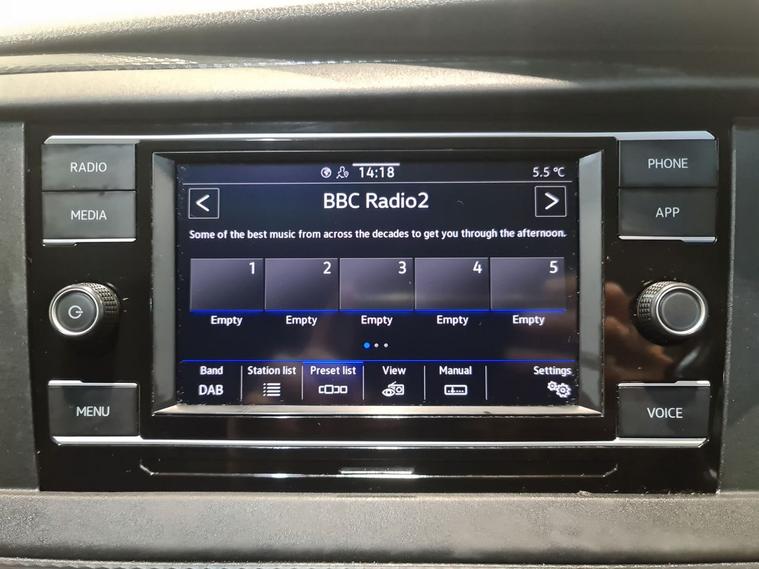 RADIO
MEDIA
MENU
14:18
5.5 °C
< BBC Radio2 >
Some of the best music from across the decades to get you through the afternoon.
1 2 3 4 5
Empty Empty Empty Empty Empty
Band Station list Preset list View Manual Settings
DAB
PHONE
APP
VOICE